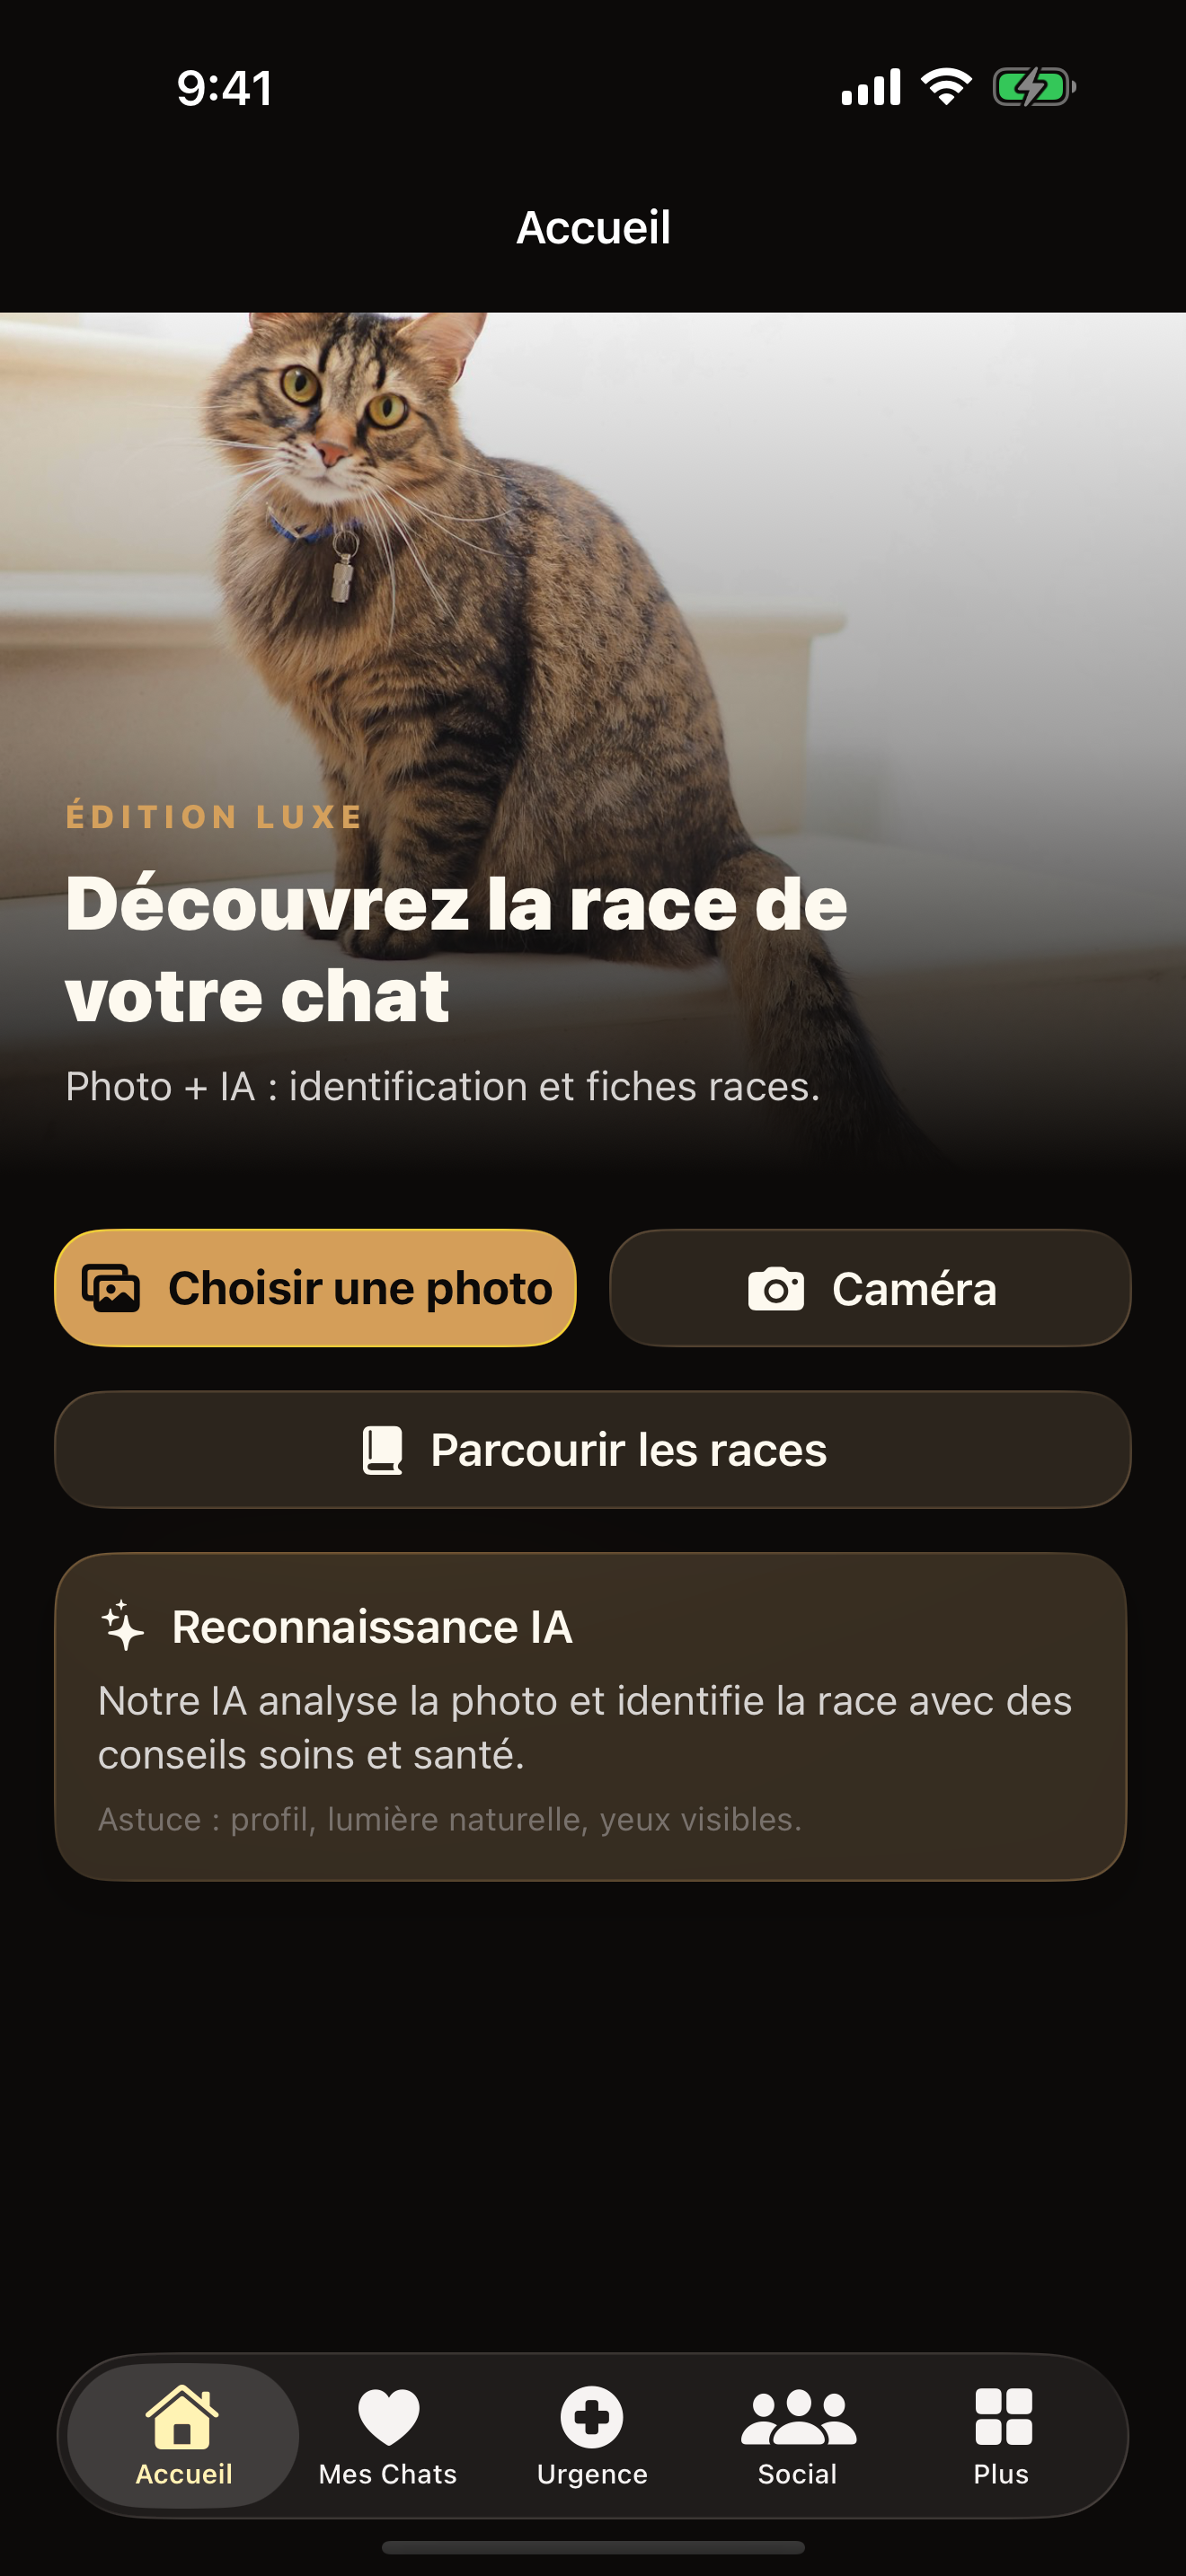 9:41
Accueil
ÉDITION LUXE
Découvrez la race de
votre chat
Photo + IA : identification et fiches races.
Choisir une photo
Caméra
Parcourir les races
Reconnaissance IA
Notre IA analyse la photo et identifie la race avec des
conseils soins et santé.
Astuce : profil, lumière naturelle, yeux visibles.
Accueil
Mes Chats
Urgence
Social
Plus